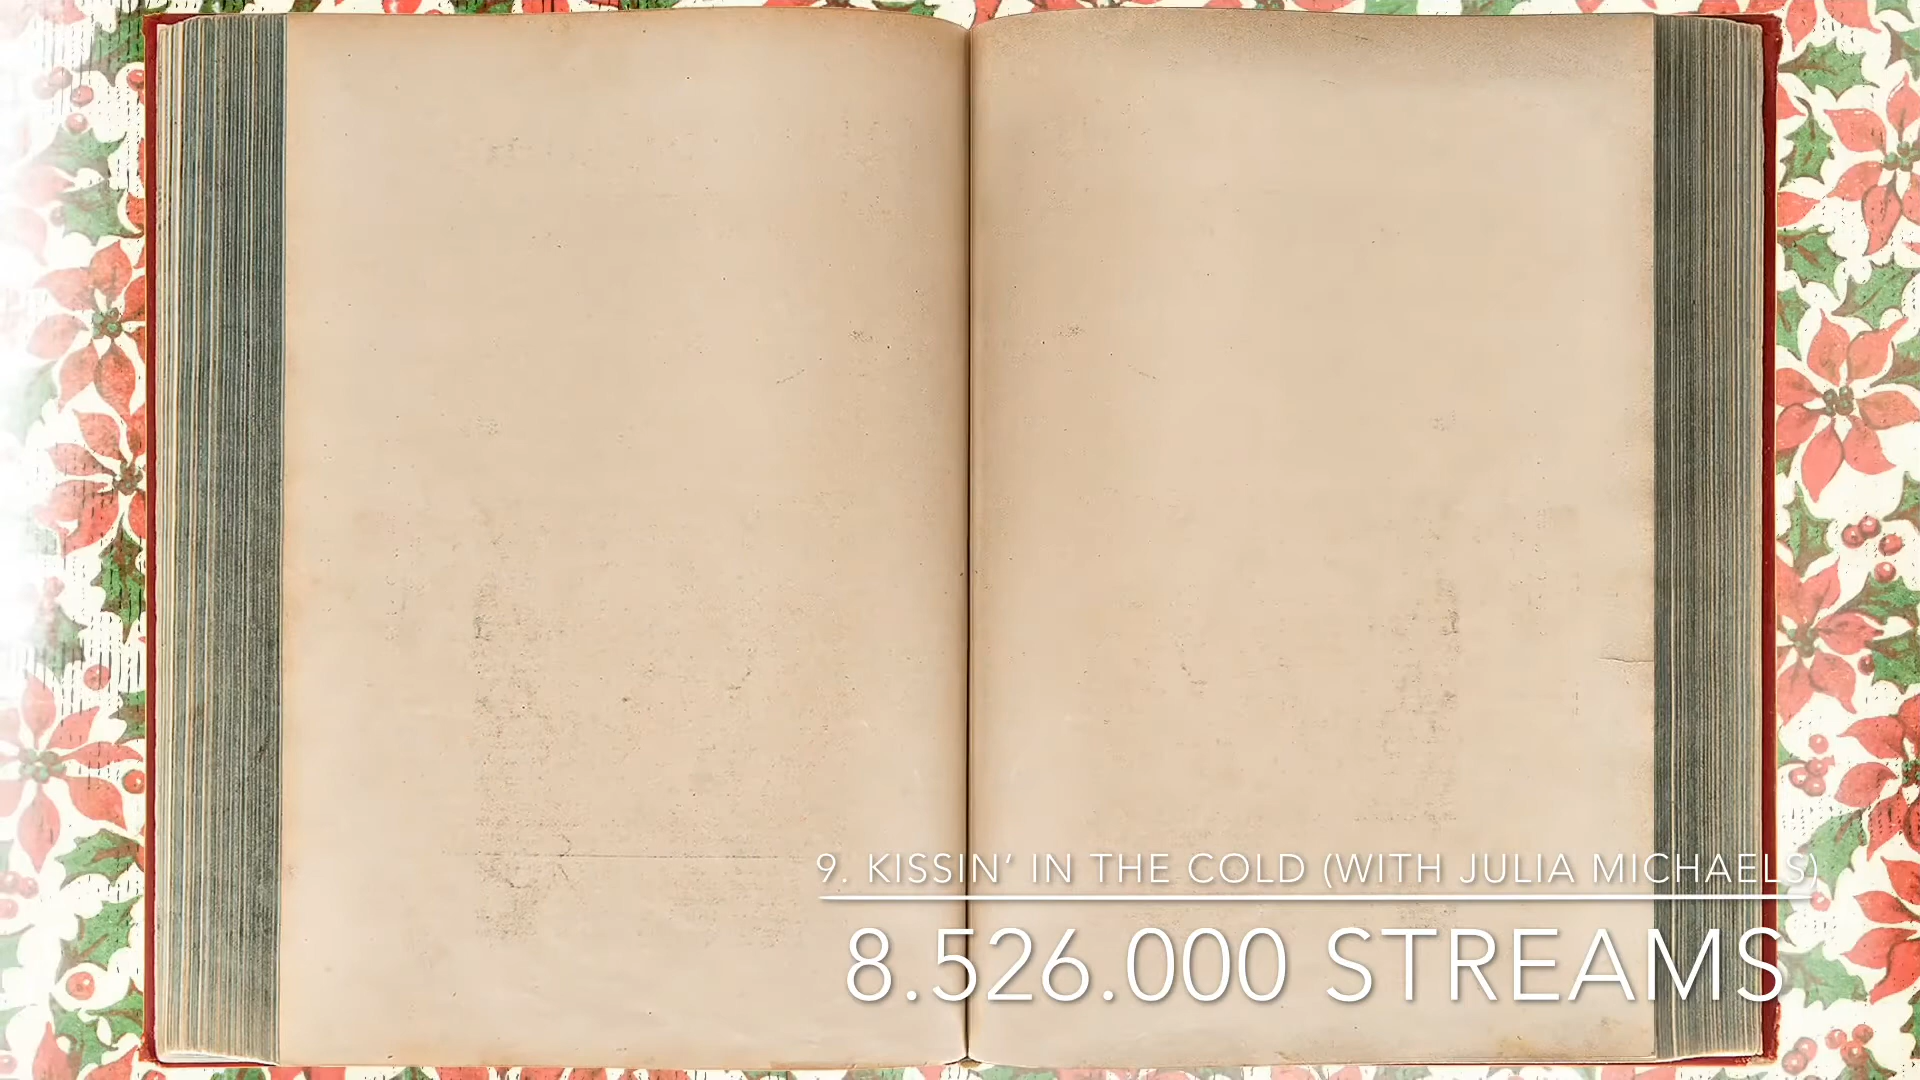 9. KISSIN' IN THE COLD (WITH JULIA MICHAELS)
8.526.000 STREAMS